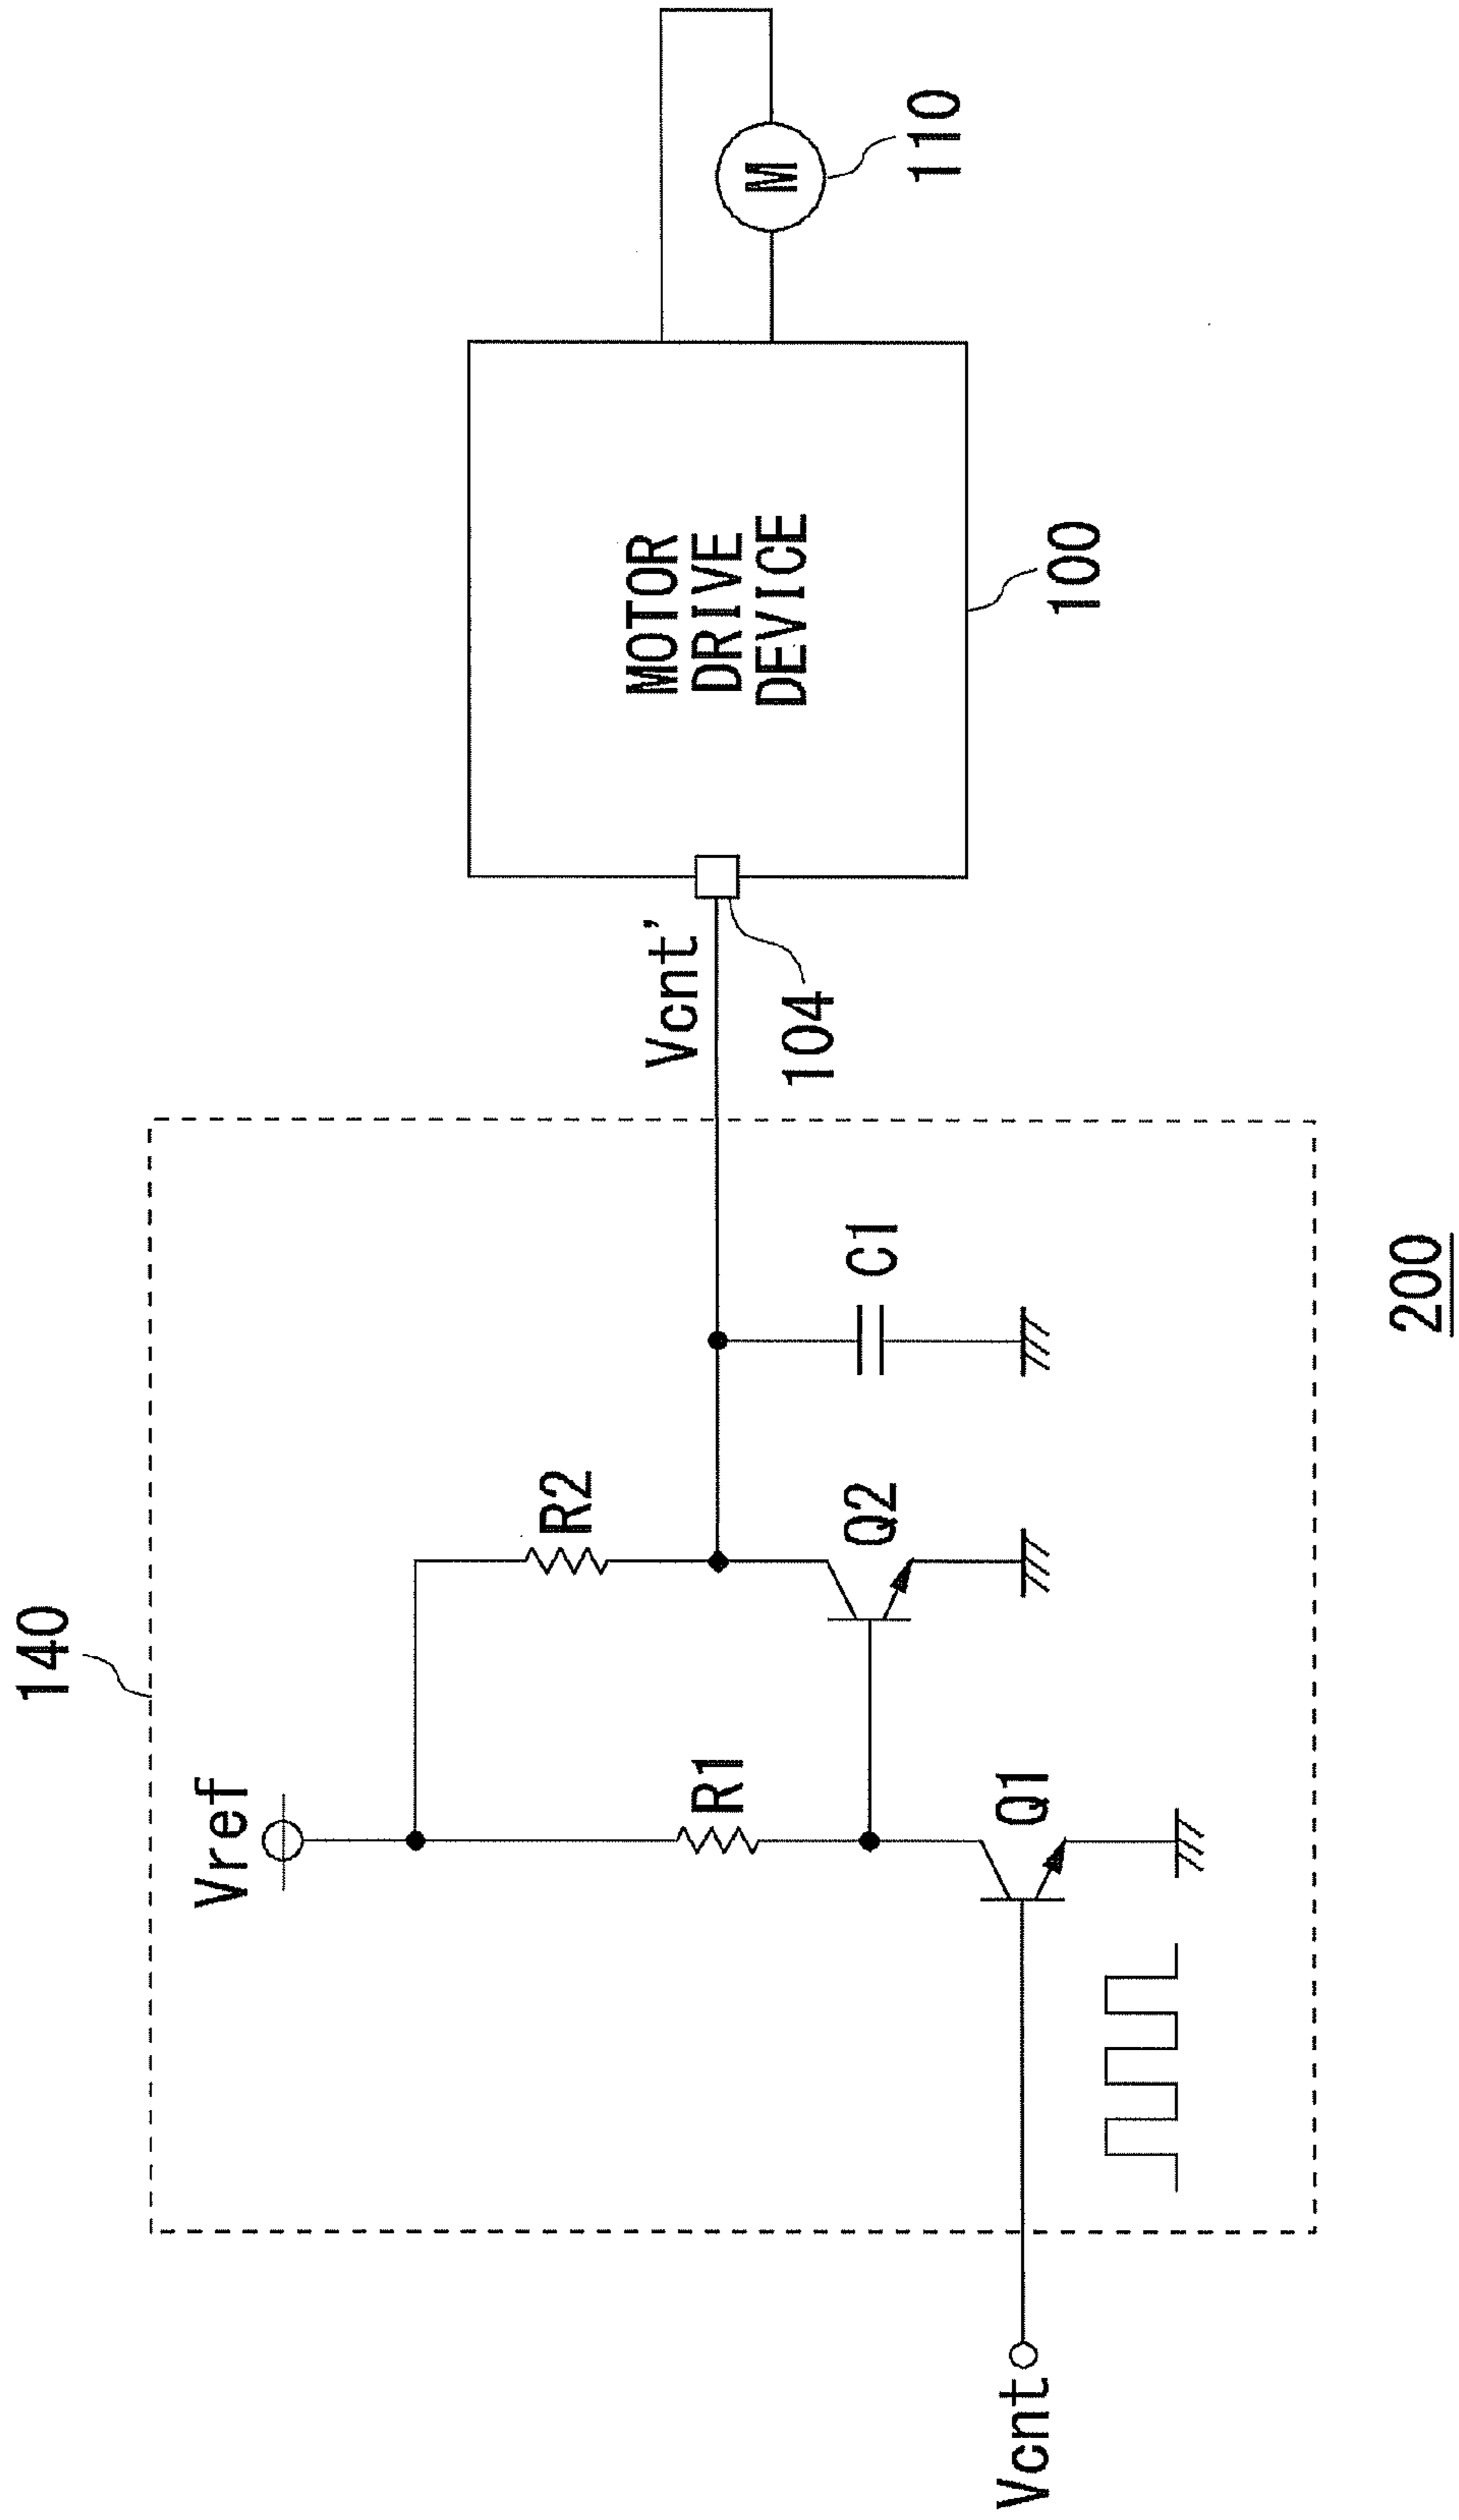 140
Vref
R2
R1
Vcnt'
C1
Q2
Q1
104
MOTOR
DRIVE
DEVICE
M
110
100
Vcnt
200